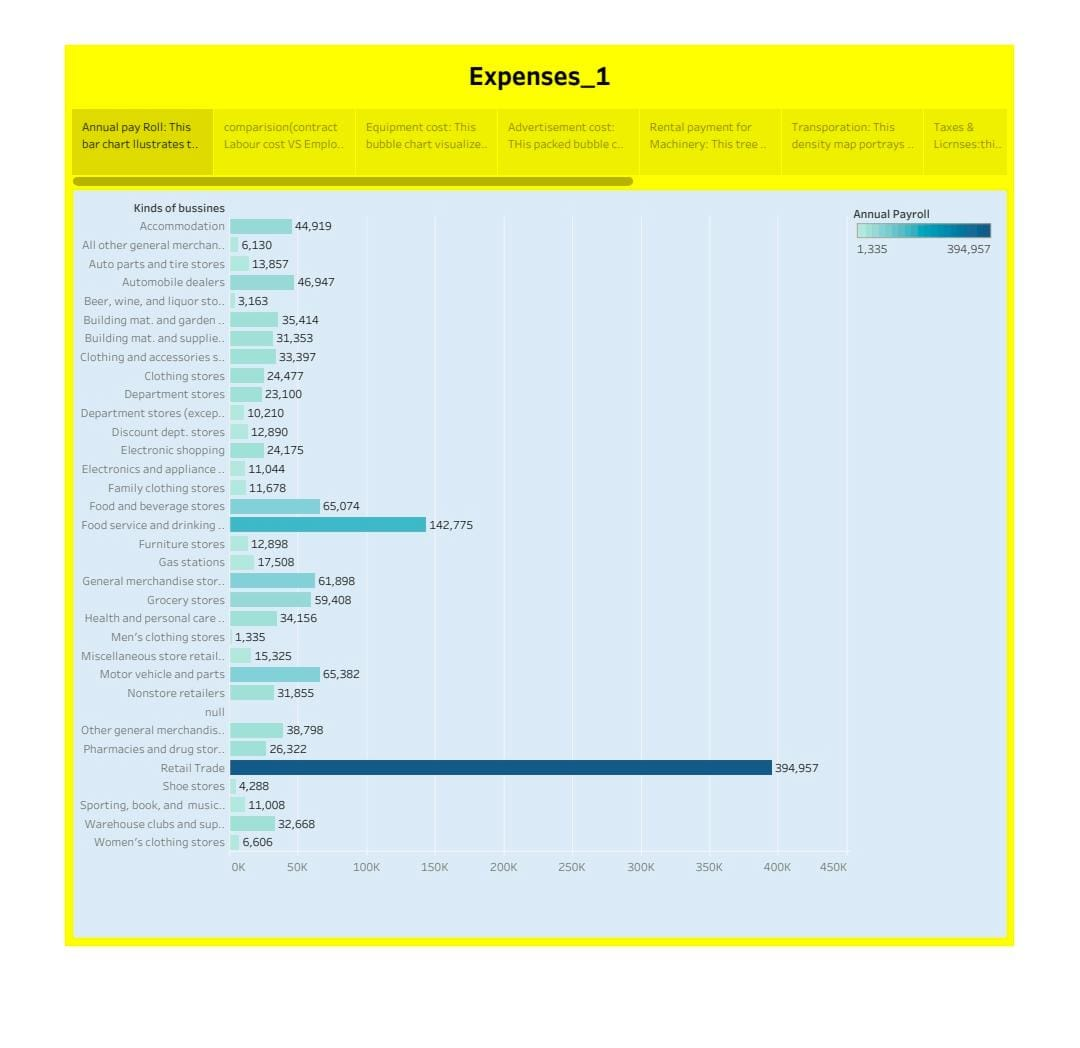 Expenses_1
Annual pay Roll: This
bar chart llustrates t..
comparision(contract
Labour cost VS Emplo..
Equipment cost: This
bubble chart visualize..
Advertisement cost:
THis packed bubble c..
Rental payment for
Machinery: This tree ..
Transporation: This
density map portrays ..
Taxes &
Licrnses:thi..
Kinds of bussines
Accommodation 44,919
All other general merchan.. 6,130
Auto parts and tire stores 13,857
Automobile dealers 46,947
Beer, wine, and liquor sto.. 3,163
Building mat. and garden .. 35,414
Building mat. and supplie.. 31,353
Clothing and accessories s.. 33,397
Clothing stores 24,477
Department stores 23,100
Department stores (excep.. 10,210
Discount dept. stores 12,890
Electronic shopping 24,175
Electronics and appliance .. 11,044
Family clothing stores 11,678
Food and beverage stores 65,074
Food service and drinking .. 142,775
Furniture stores 12,898
Gas stations 17,508
General merchandise stor.. 61,898
Grocery stores 59,408
Health and personal care .. 34,156
Men's clothing stores 1,335
Miscellaneous store retail.. 15,325
Motor vehicle and parts 65,382
Nonstore retailers 31,855
null
Other general merchandis.. 38,798
Pharmacies and drug stor.. 26,322
Retail Trade 394,957
Shoe stores 4,288
Sporting, book, and music.. 11,008
Warehouse clubs and sup.. 32,668
Women's clothing stores 6,606
0K 50K 100K 150K 200K 250K 300K 350K 400K 450K
Annual Payroll
1,335 394,957